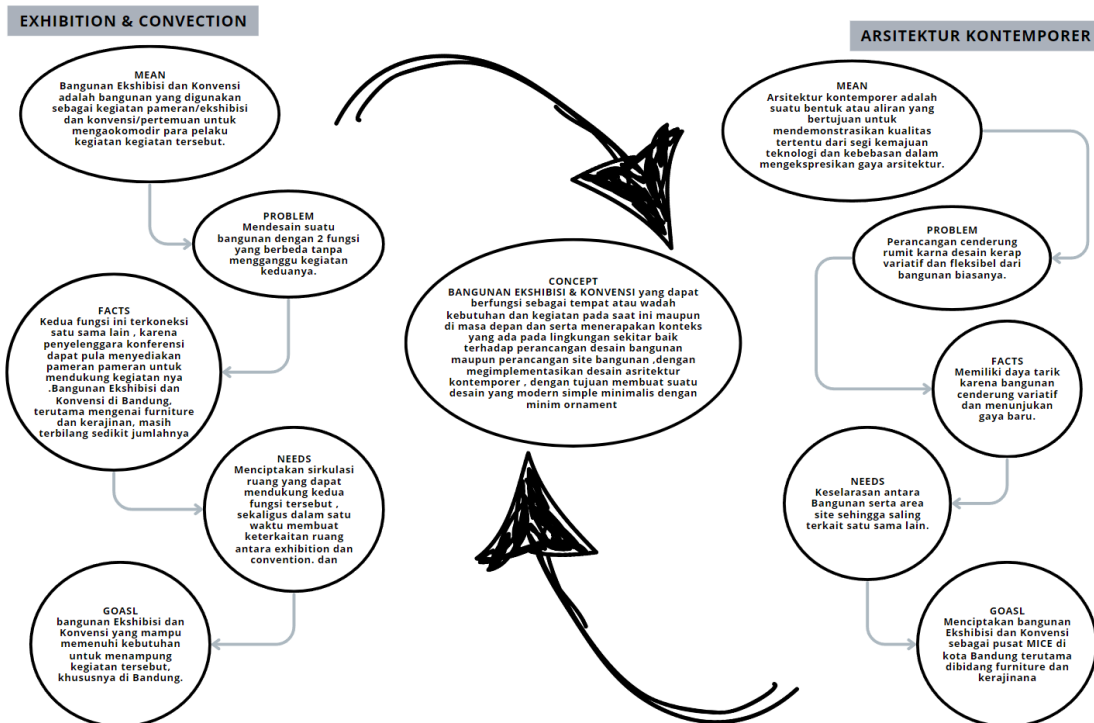 EXHIBITION & CONVECTION
MEAN
Bangunan Ekshibisi dan Konvensi
adalah bangunan yang digunakan
sebagai kegiatan pameran/ekshibisi
dan konvensi/pertemuan untuk
mengaokomodir para pelaku
kegiatan kegiatan tersebut.
PROBLEM
Mendesain suatu
bangunan dengan 2 fungsi
yang berbeda tanpa
mengganggu kegiatan
keduanya.
FACTS
Kedua fungsi ini terkoneksi
satu sama lain , karena
penyelenggara konferensi
dapat pula menyediakan
pameran pameran untuk
mendukung kegiatan nya
.Bangunan Ekshibisi dan
Konvensi di Bandung,
terutama mengenai furniture
dan kerajinan, masih
terbilang sedikit jumlahnya
NEEDS
Menciptakan sirkulasi
ruang yang dapat
mendukung kedua
fungsi tersebut ,
sekaligus dalam satu
waktu membuat
keterkaitan ruang
antara exhibition dan
convention. dan
GOASL
bangunan Ekshibisi dan
Konvensi yang mampu
memenuhi kebutuhan
untuk menampung
kegiatan tersebut,
khususnya di Bandung.
CONCEPT
BANGUNAN EKSHIBISI & KONVENSI yang dapat
berfungsi sebagai tempat atau wadah
kebutuhan dan kegiatan pada saat ini maupun
di masa depan dan serta menerapakan konteks
yang ada pada lingkungan sekitar baik
terhadap perancangan desain bangunan
maupun perancangan site bangunan ,dengan
megimplementasikan desain asritektur
kontemporer , dengan tujuan membuat suatu
desain yang modern simple minimalis dengan
minim ornament
ARSITEKTUR KONTEMPORER
MEAN
Arsitektur kontemporer adalah
suatu bentuk atau aliran yang
bertujuan untuk
mendemonstrasikan kualitas
tertentu dari segi kemajuan
teknologi dan kebebasan dalam
mengekspresikan gaya arsitektur.
PROBLEM
Perancangan cenderung
rumit karna desain kerap
variatif dan fleksibel dari
bangunan biasanya.
FACTS
Memiliki daya tarik
karena bangunan
cenderung variatif
dan menunjukan
gaya baru.
NEEDS
Keselarasan antara
Bangunan serta area
site sehingga saling
terkait satu sama lain.
GOASL
Menciptakan bangunan
Ekshibisi dan Konvensi
sebagai pusat MICE di
kota Bandung terutama
dibidang furniture dan
kerajinana